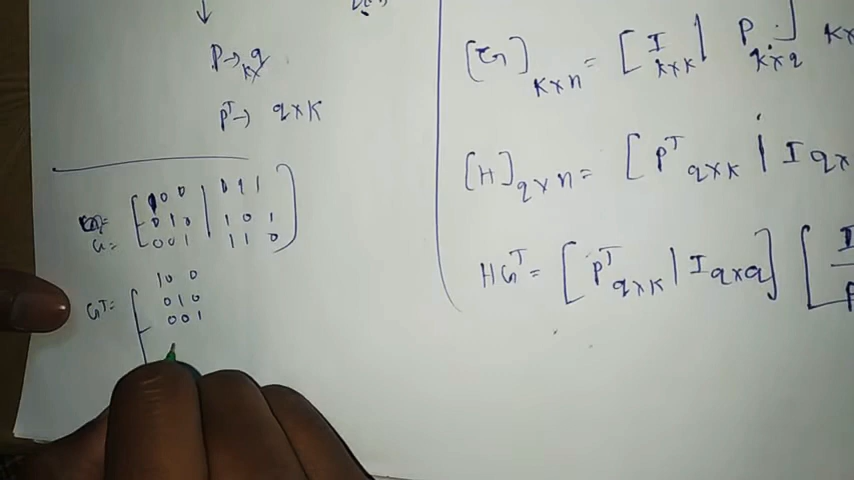 P → k×q
Pᵀ → q×k
G = [ 1 0 0 | 0 1 1
0 1 0 | 1 0 1
0 0 1 | 1 1 0 ]
Gᵀ = [ 1 0 0
0 1 0
0 0 1
[G] k×n = [ I k×k | P k×q ] k×
[H] q×n = [ Pᵀ q×k | I q×
HGᵀ = [ Pᵀ q×k | I q×q ] [ I
P